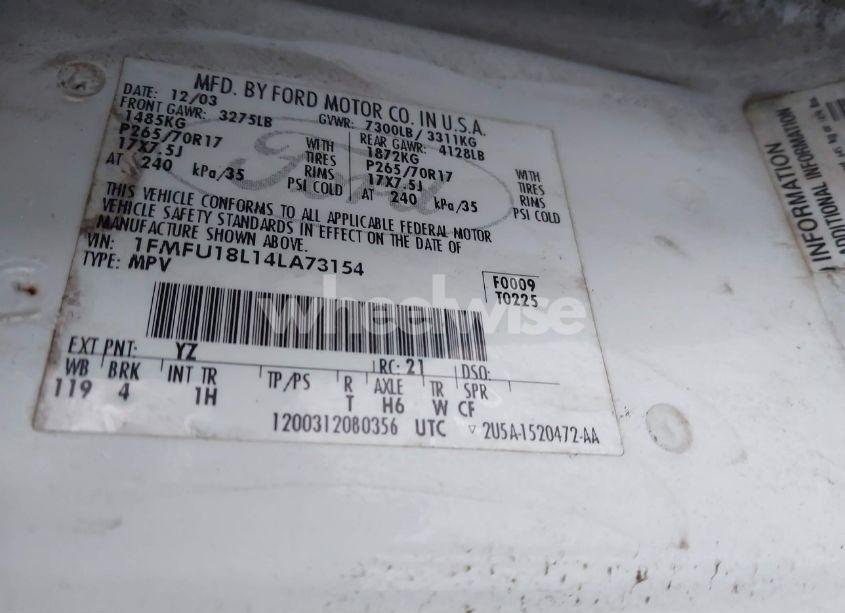 MFD. BY FORD MOTOR CO. IN U.S.A.
DATE: 12/03 GVWR: 7300LB/ 3311KG
FRONT GAWR: 3275LB REAR GAWR: 4128LB
1485KG WITH 1872KG WITH
P265/70R17 TIRES P265/70R17 TIRES
17X7.5J RIMS 17X7.5J RIMS
AT 240 kPa/35 PSI COLD AT 240 kPa/35 PSI COLD
THIS VEHICLE CONFORMS TO ALL APPLICABLE FEDERAL MOTOR
VEHICLE SAFETY STANDARDS IN EFFECT ON THE DATE OF
MANUFACTURE SHOWN ABOVE.
VIN: 1FMFU18L14LA73154
TYPE: MPV
F0009
T0225
EXT PNT: YZ RC: 21 DSO:
WB BRK INT TR TP/PS R AXLE TR SPR
119 4 1H T H6 W CF
1200312080356 UTC ▽ 2U5A-1520472-AA
Ford
INFORMATION
ADDITIONAL INFORMATION
wheelwise